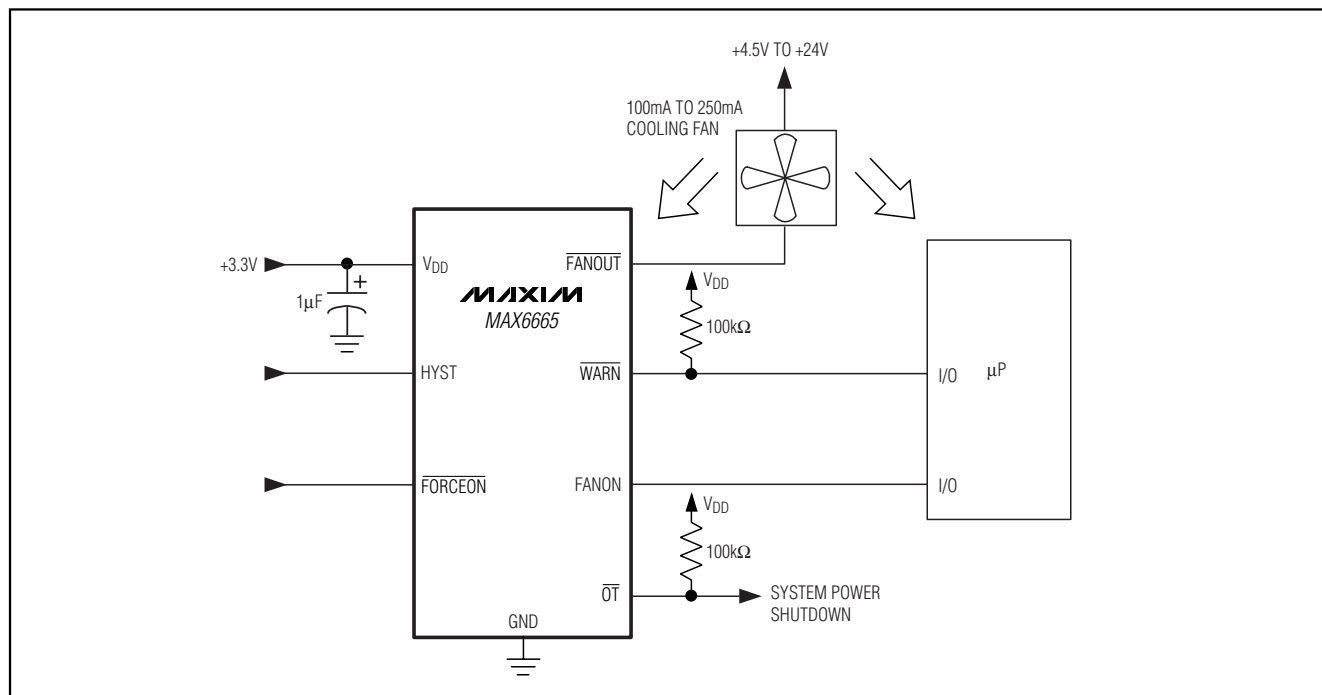 +4.5V TO +24V
100mA TO 250mA
COOLING FAN
+3.3V
VDD
FANOUT
VDD
1µF
MAXIM
MAX6665
100kΩ
HYST
WARN
I/O
µP
FORCEON
FANON
I/O
VDD
100kΩ
OT
SYSTEM POWER
SHUTDOWN
GND
+